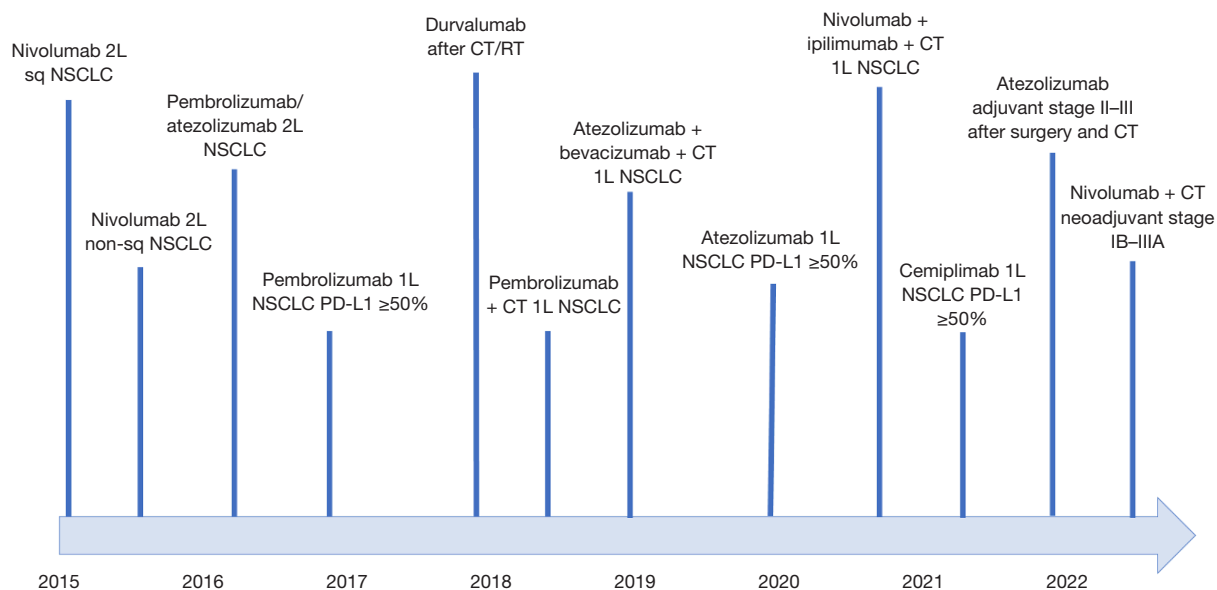 Nivolumab 2L
sq NSCLC
Nivolumab 2L
non-sq NSCLC
Pembrolizumab/
atezolizumab 2L
NSCLC
Pembrolizumab 1L
NSCLC PD-L1 ≥50%
Durvalumab
after CT/RT
Pembrolizumab
+ CT 1L NSCLC
Atezolizumab +
bevacizumab + CT
1L NSCLC
Atezolizumab 1L
NSCLC PD-L1 ≥50%
Nivolumab +
ipilimumab + CT
1L NSCLC
Cemiplimab 1L
NSCLC PD-L1
≥50%
Atezolizumab
adjuvant stage II–III
after surgery and CT
Nivolumab + CT
neoadjuvant stage
IB–IIIA
2015 2016 2017 2018 2019 2020 2021 2022